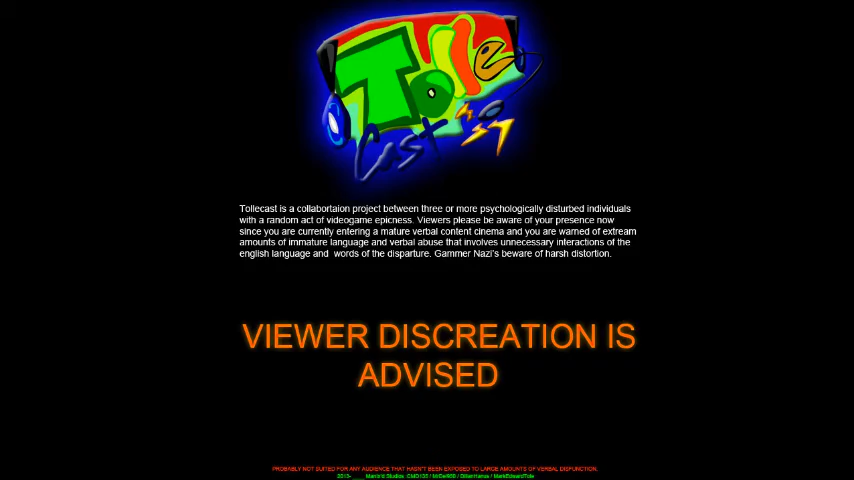 Tolle
Cast
Tollecast is a collabortaion project between three or more psychologically disturbed individuals
with a random act of videogame epicness. Viewers please be aware of your presence now
since you are currently entering a mature verbal content cinema and you are warned of extream
amounts of immature language and verbal abuse that involves unnecessary interactions of the
english language and words of the disparture. Gammer Nazi's beware of harsh distortion.
VIEWER DISCREATION IS
ADVISED
PROBABLY NOT SUITED FOR ANY AUDIENCE THAT HASN'T BEEN EXPOSED TO LARGE AMOUNTS OF VERBAL DISFUNCTION.
Studios